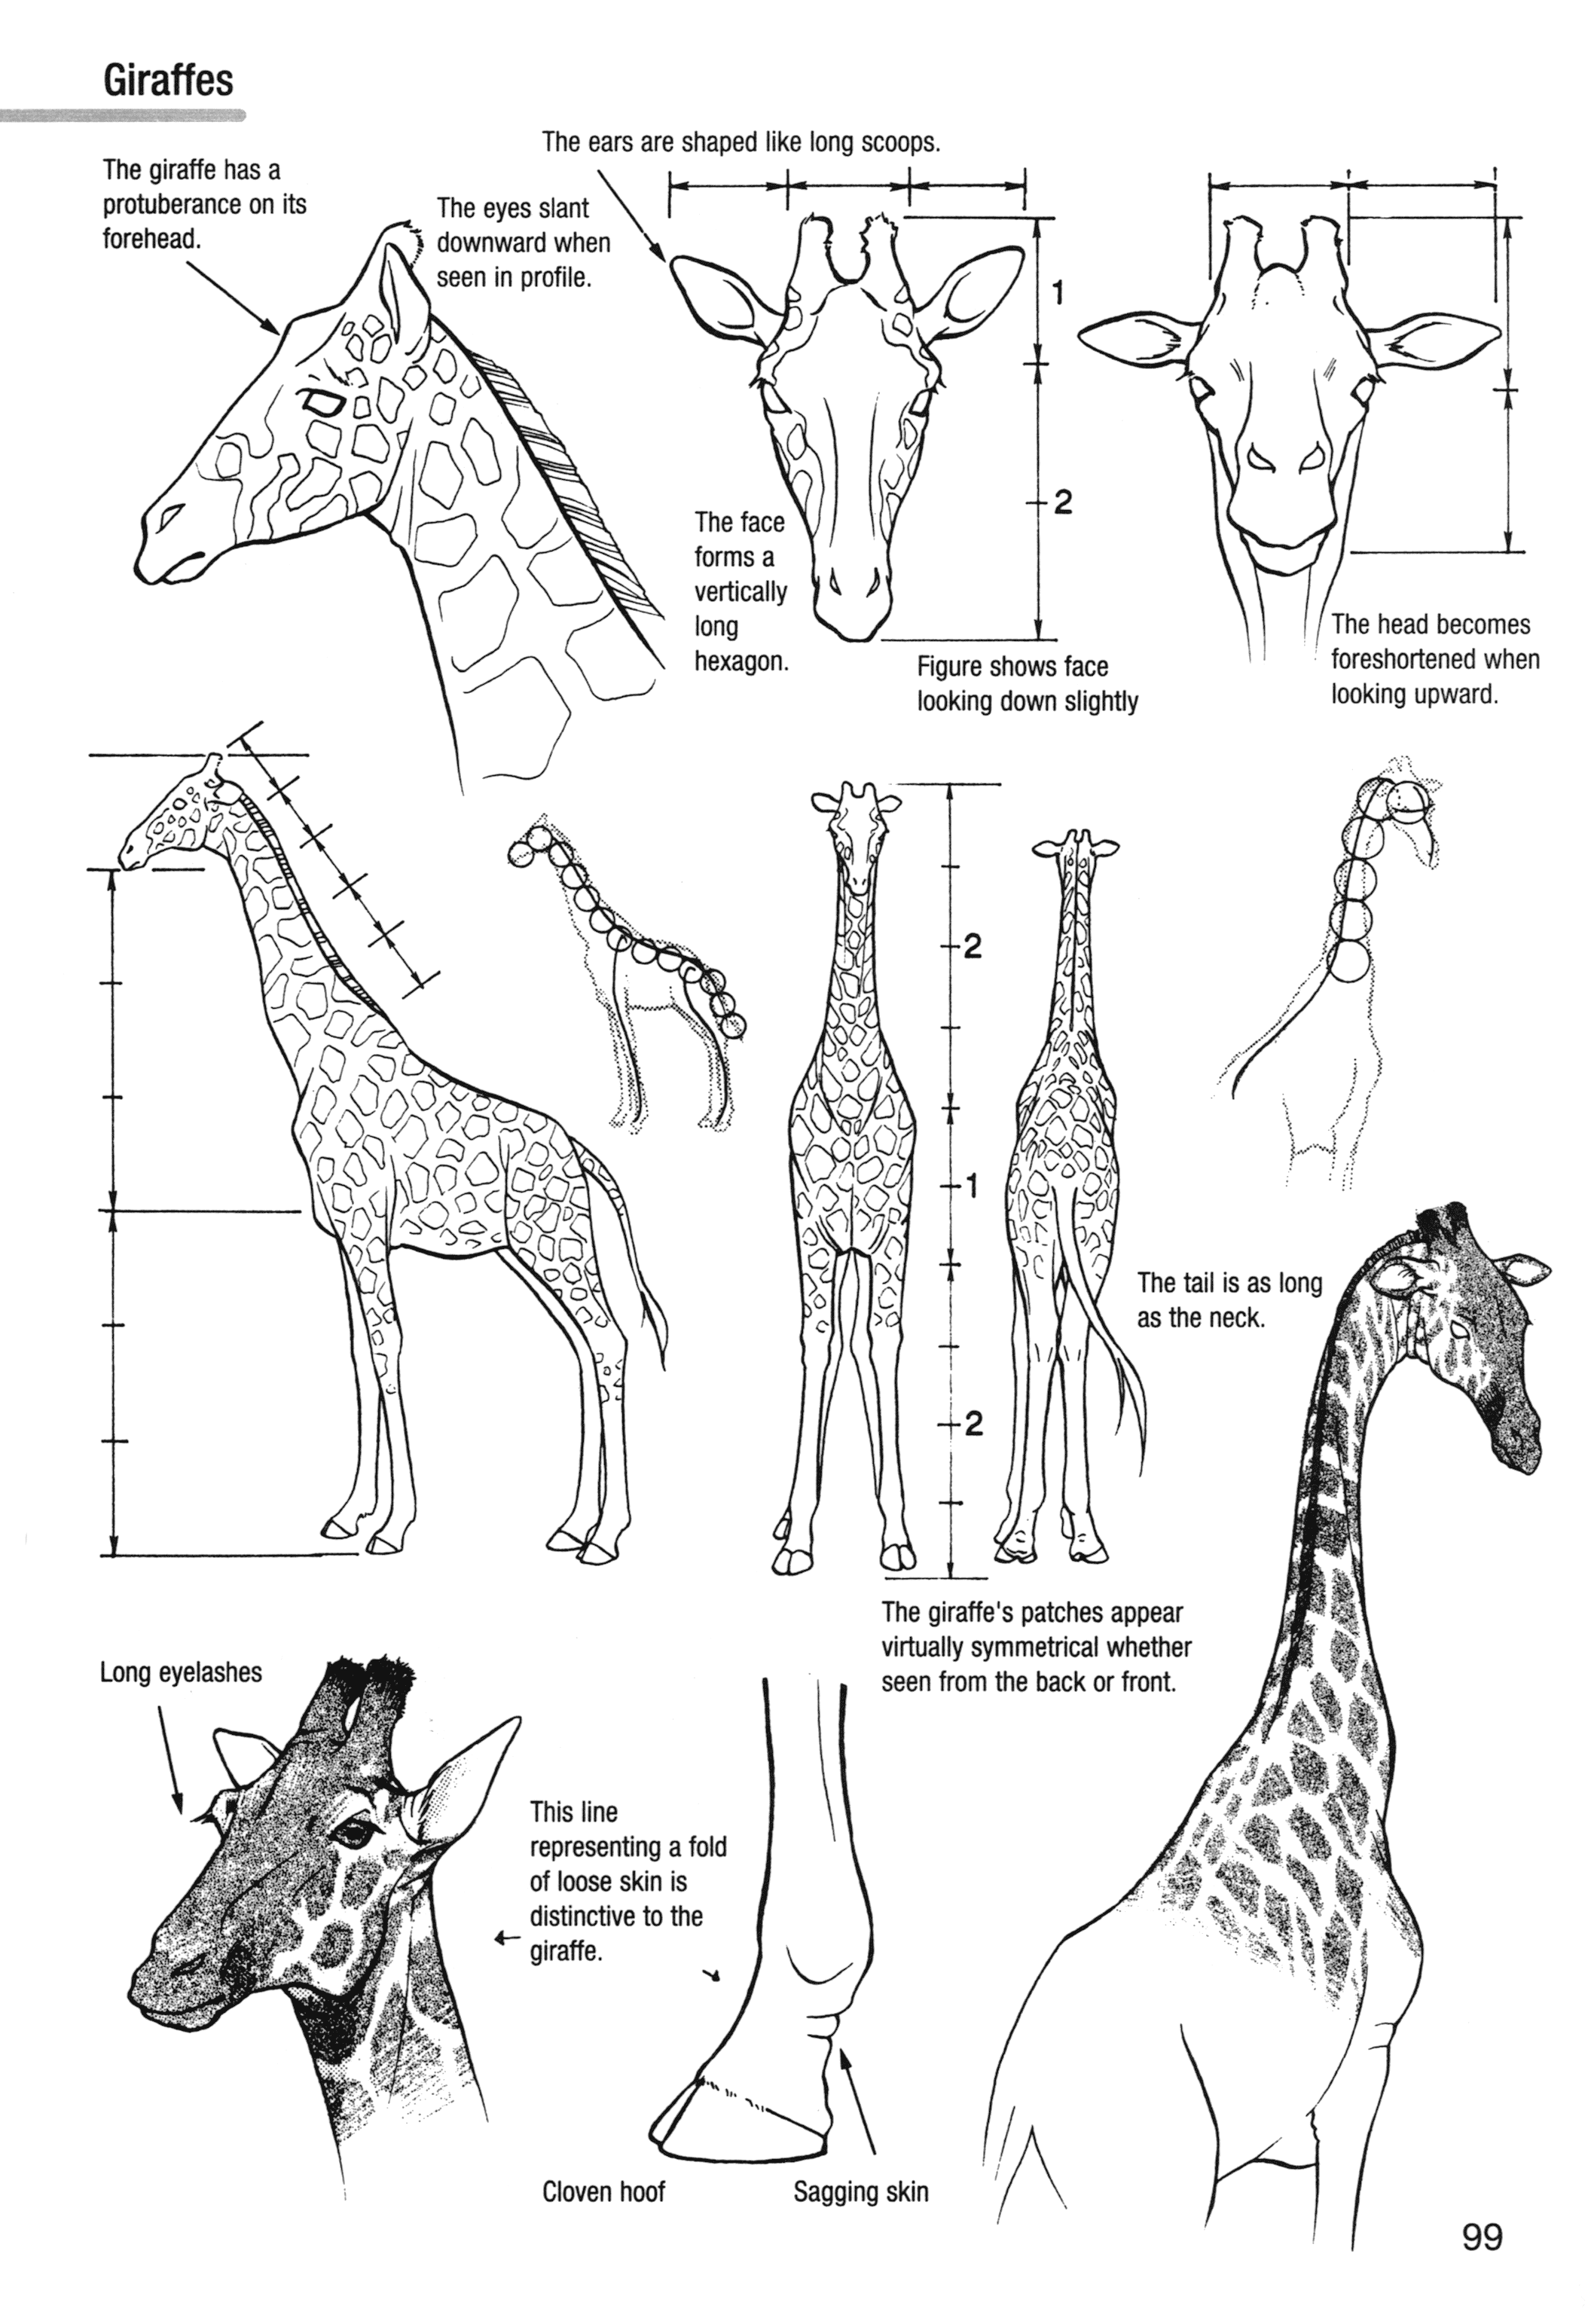 Giraffes
The ears are shaped like long scoops.
The giraffe has a
protuberance on its
forehead.
The eyes slant
downward when
seen in profile.
1
2
The face
forms a
vertically
long
hexagon.
Figure shows face
looking down slightly
The head becomes
foreshortened when
looking upward.
2
1
2
The tail is as long
as the neck.
The giraffe's patches appear
virtually symmetrical whether
seen from the back or front.
Long eyelashes
This line
representing a fold
of loose skin is
distinctive to the
giraffe.
Cloven hoof
Sagging skin
99